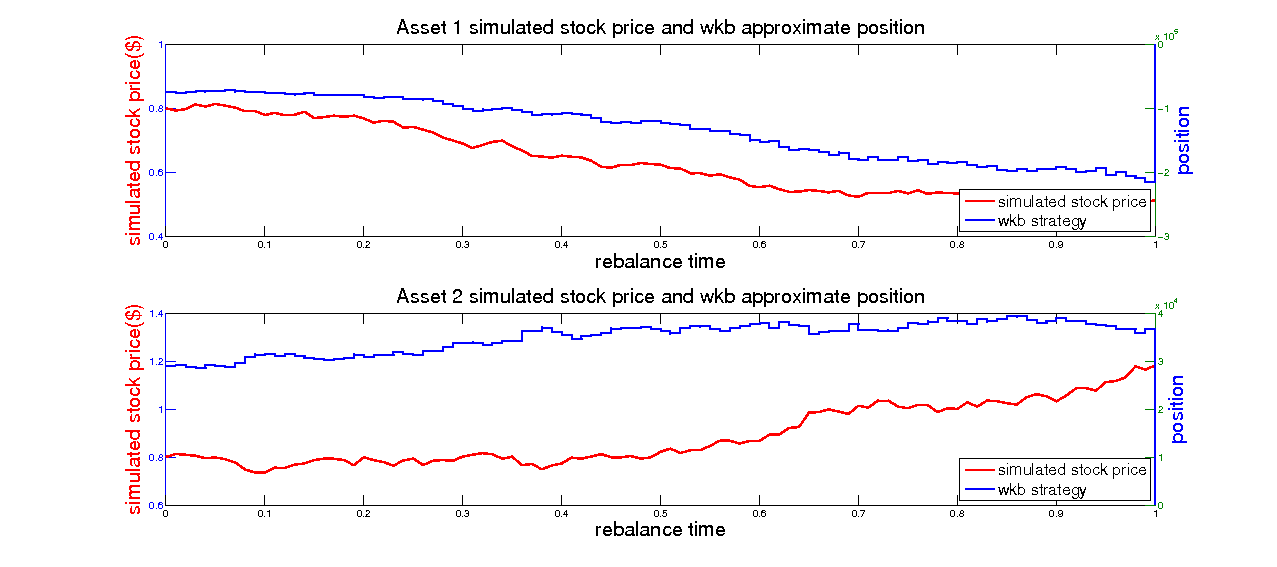 Asset 1 simulated stock price and wkb approximate position
simulated stock price($)
1
0.8
0.6
0.4
x 10^5
0
-1
-2
-3
position
simulated stock price
wkb strategy
0 0.1 0.2 0.3 0.4 0.5 0.6 0.7 0.8 0.9 1
rebalance time
Asset 2 simulated stock price and wkb approximate position
simulated stock price($)
1.4
1.2
1
0.8
0.6
x 10^4
4
3
2
1
0
position
simulated stock price
wkb strategy
0 0.1 0.2 0.3 0.4 0.5 0.6 0.7 0.8 0.9 1
rebalance time